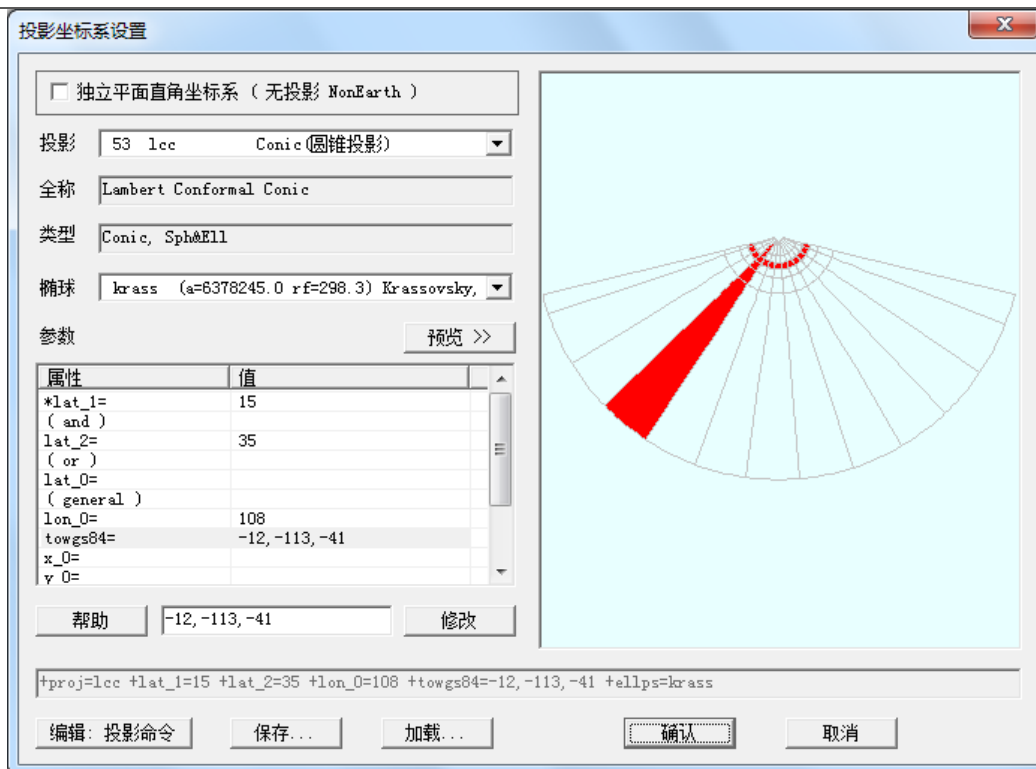 投影坐标系设置
独立平面直角坐标系 ( 无投影 NonEarth )
投影 53 lcc Conic(圆锥投影)
全称 Lambert Conformal Conic
类型 Conic, Sph&Ell
椭球 krass (a=6378245.0 rf=298.3) Krassovsky,
参数 预览 >>
属性 值
*lat_1= 15
( and )
lat_2= 35
( or )
lat_0=
( general )
lon_0= 108
towgs84= -12,-113,-41
x_0=
y_0=
帮助 -12,-113,-41 修改
+proj=lcc +lat_1=15 +lat_2=35 +lon_0=108 +towgs84=-12,-113,-41 +ellps=krass
编辑: 投影命令 保存... 加载... 确认 取消